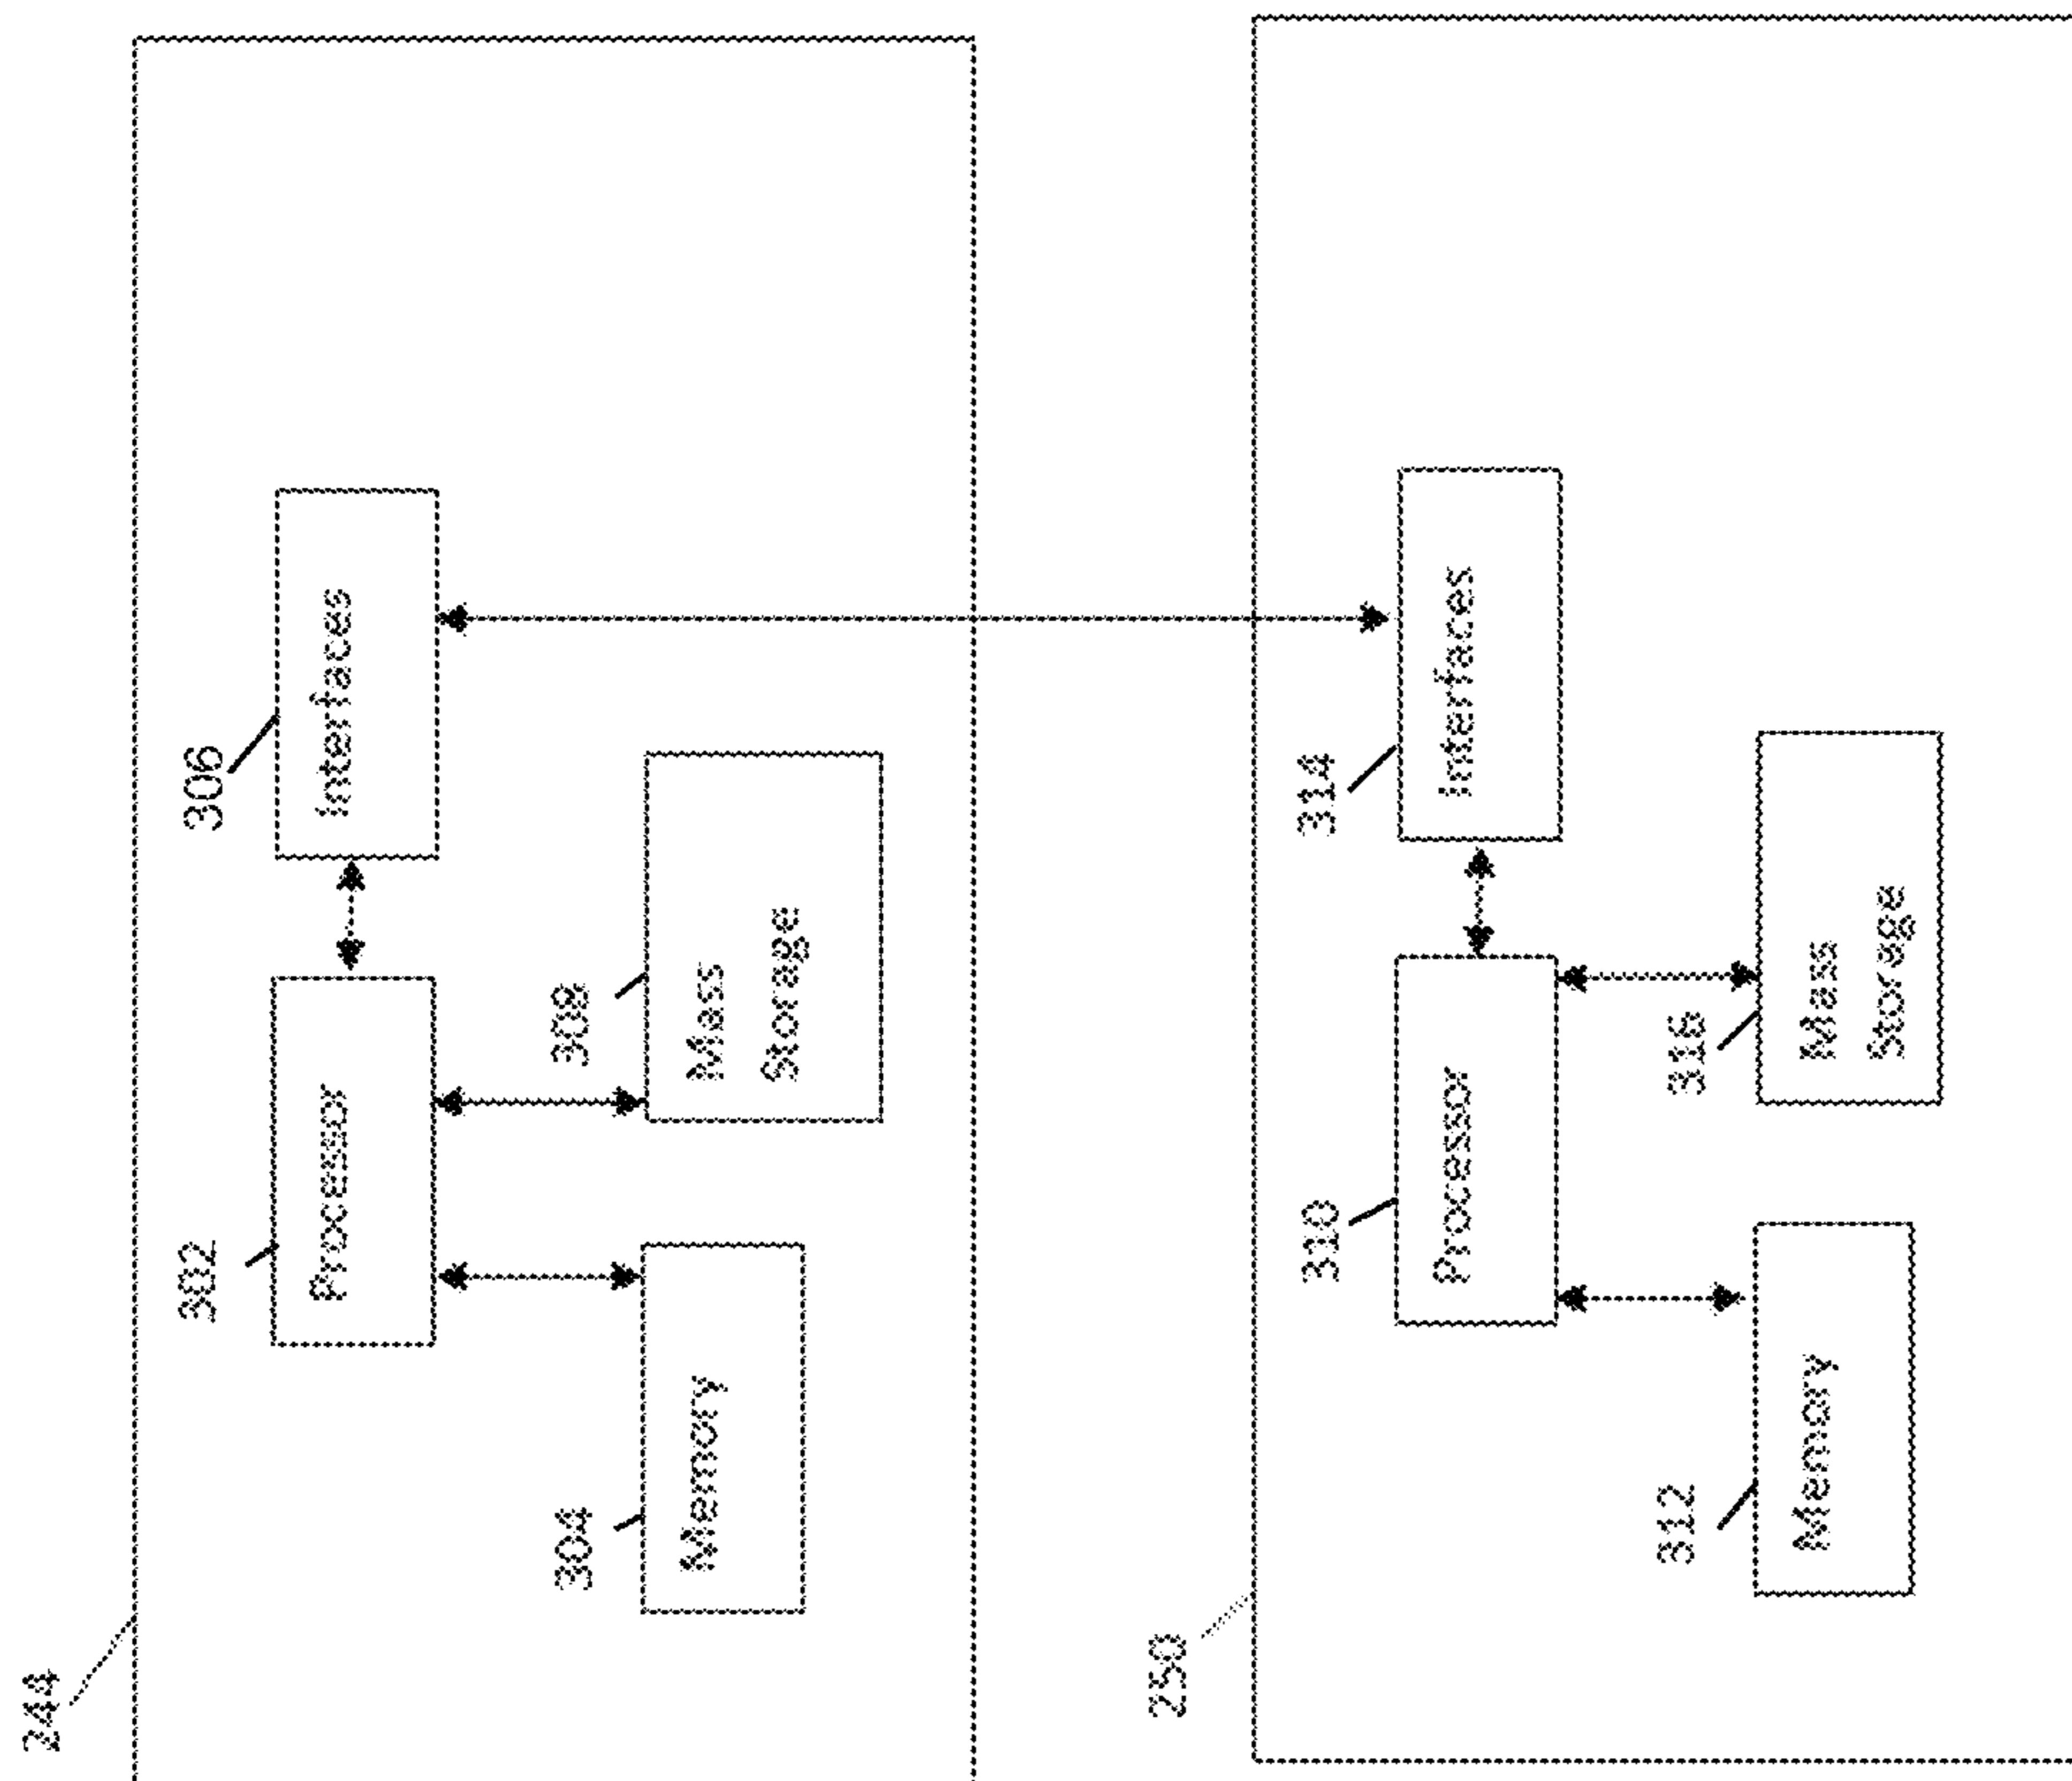 244
302
Processor
306
Interfaces
304
Memory
308
Mass
Storage
250
310
Processor
314
Interfaces
312
Memory
316
Mass
Storage